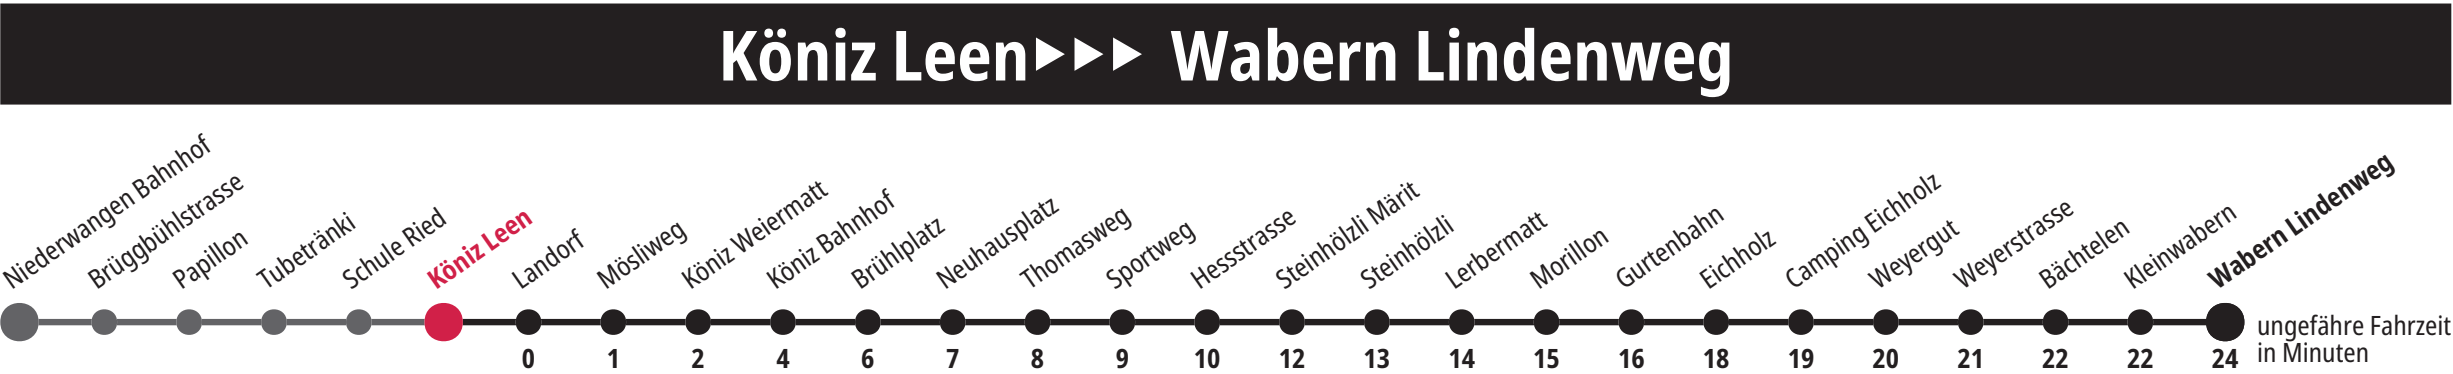 Köniz Leen ▶▶▶ Wabern Lindenweg
Niederwangen Bahnhof
Brüggbühlstrasse
Papillon
Tubetränki
Schule Ried
Köniz Leen
Landorf
Mösliweg
Köniz Weiermatt
Köniz Bahnhof
Brühlplatz
Neuhausplatz
Thomasweg
Sportweg
Hessstrasse
Steinhölzli Märit
Steinhölzli
Lerbermatt
Morillon
Gurtenbahn
Eichholz
Camping Eichholz
Weyergut
Weyerstrasse
Bächtelen
Kleinwabern
Wabern Lindenweg
0 1 2 4 6 7 8 9 10 12 13 14 15 16 18 19 20 21 22 22 24
ungefähre Fahrzeit
in Minuten